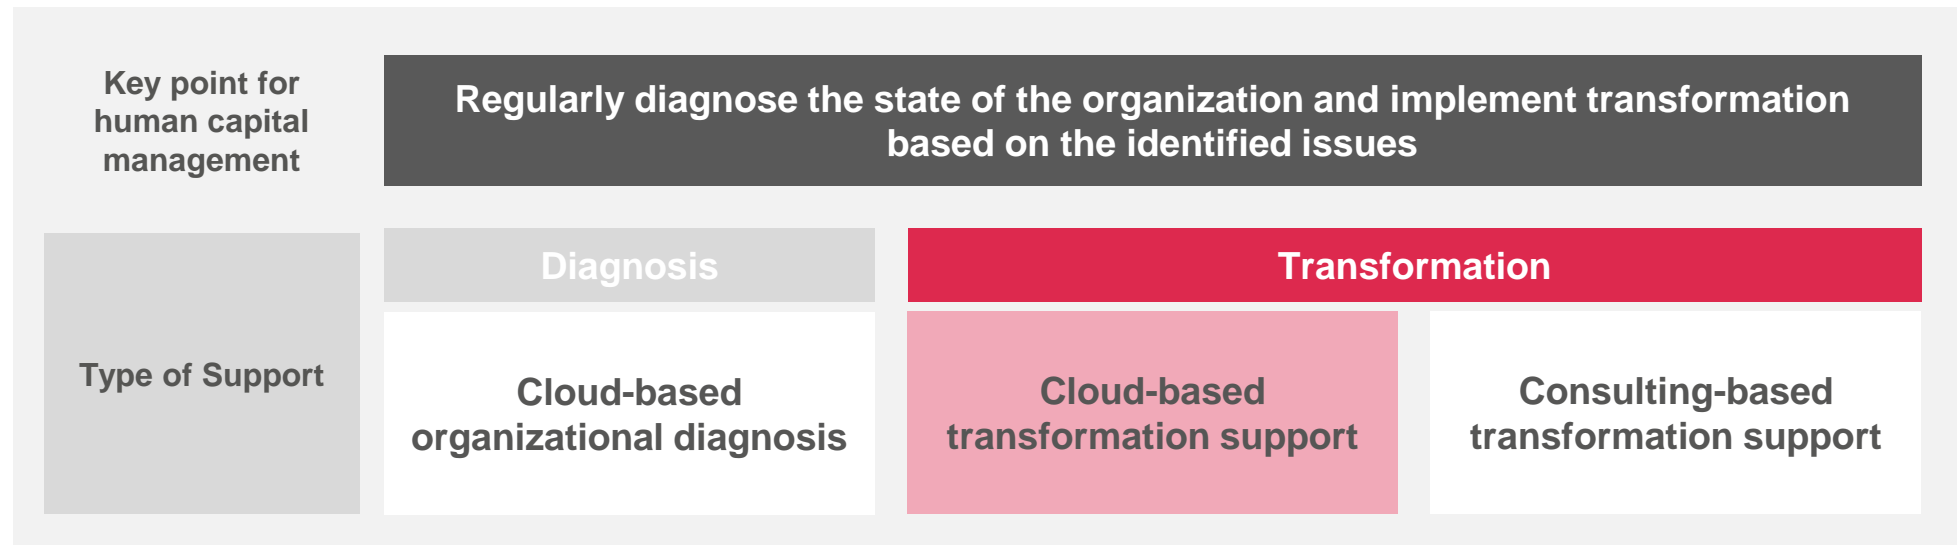 Key point for
human capital
management
Regularly diagnose the state of the organization and implement transformation
based on the identified issues
Type of Support
Diagnosis
Transformation
Cloud-based
organizational diagnosis
Cloud-based
transformation support
Consulting-based
transformation support